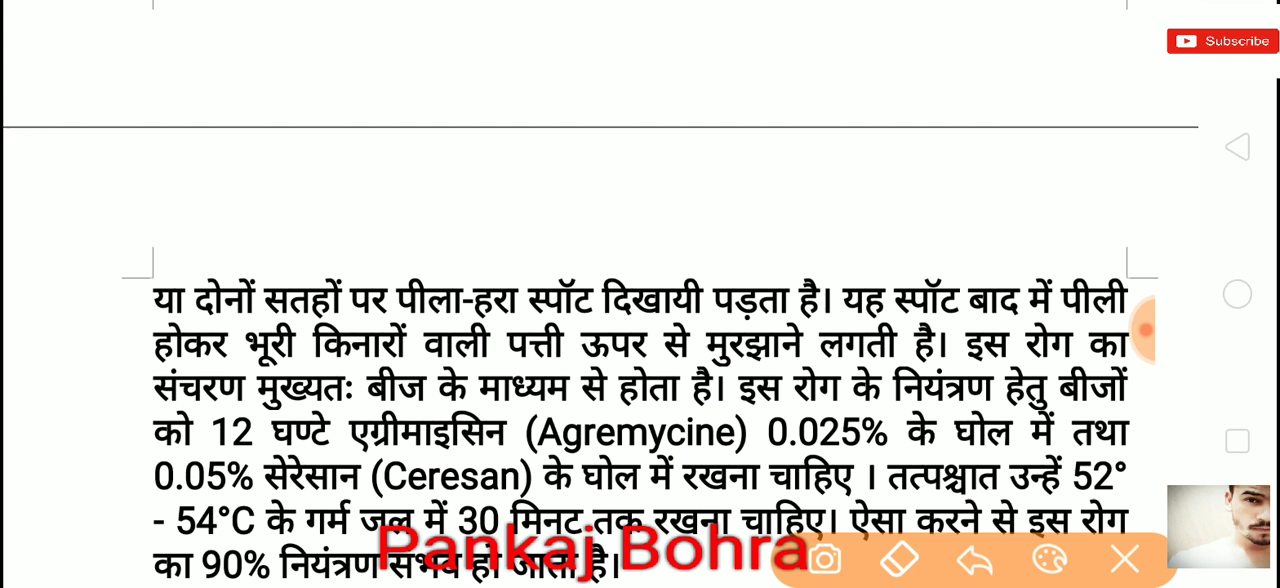 Subscribe
या दोनों सतहों पर पीला-हरा स्पॉट दिखायी पड़ता है। यह स्पॉट बाद में पीली
होकर भूरी किनारों वाली पत्ती ऊपर से मुरझाने लगती है। इस रोग का
संचरण मुख्यतः बीज के माध्यम से होता है। इस रोग के नियंत्रण हेतु बीजों
को 12 घण्टे एग्रीमाइसिन (Agremycine) 0.025% के घोल में तथा
0.05% सेरेसान (Ceresan) के घोल में रखना चाहिए । तत्पश्चात उन्हें 52°
- 54°C के गर्म जल में 30 मिनट तक रखना चाहिए। ऐसा करने से इस रोग
का 90% नियंत्रण संभव हो जाता है।
Pankaj Bohra